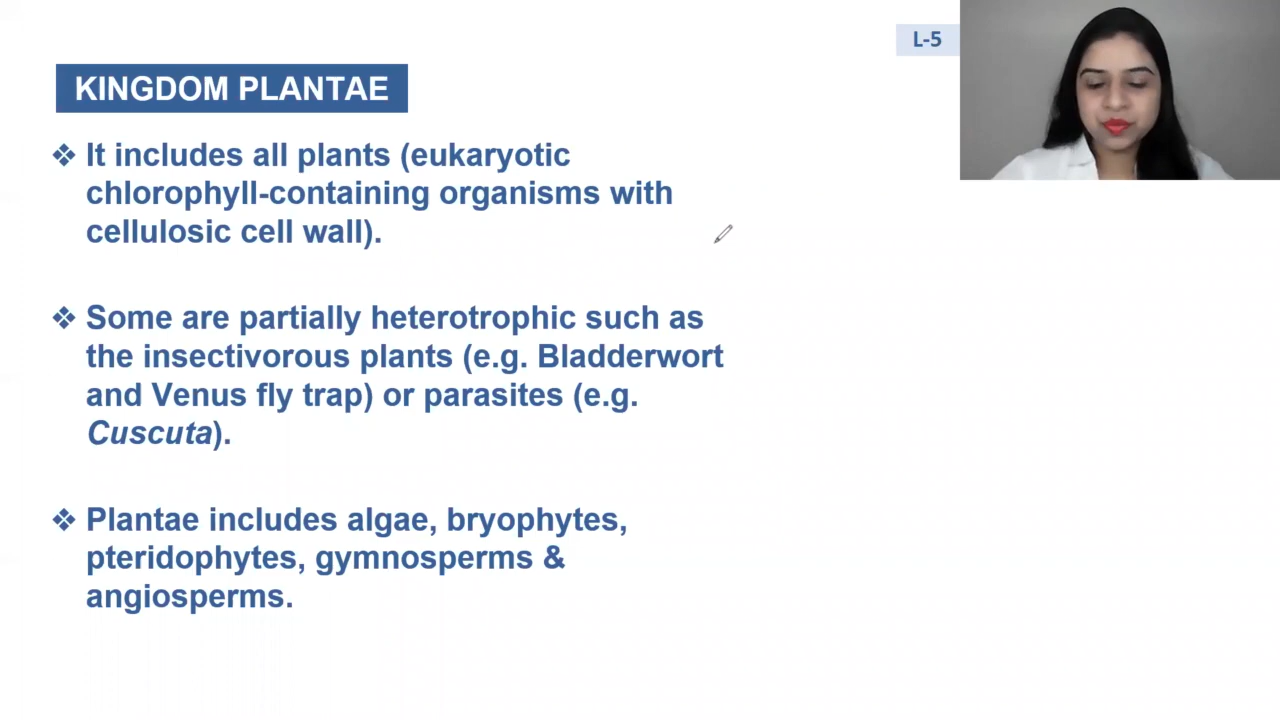 L-5
KINGDOM PLANTAE
❖ It includes all plants (eukaryotic
chlorophyll-containing organisms with
cellulosic cell wall).
❖ Some are partially heterotrophic such as
the insectivorous plants (e.g. Bladderwort
and Venus fly trap) or parasites (e.g.
Cuscuta).
❖ Plantae includes algae, bryophytes,
pteridophytes, gymnosperms &
angiosperms.